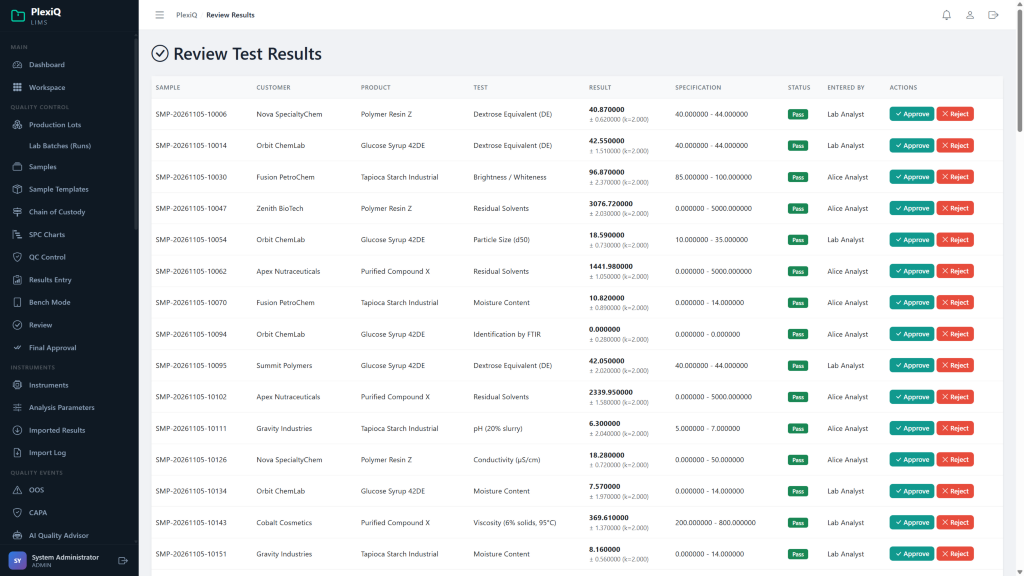 PlexiQ
LIMS
MAIN
Dashboard
Workspace
QUALITY CONTROL
Production Lots
Lab Batches (Runs)
Samples
Sample Templates
Chain of Custody
SPC Charts
QC Control
Results Entry
Bench Mode
Review
Final Approval
INSTRUMENTS
Instruments
Analysis Parameters
Imported Results
Import Log
QUALITY EVENTS
OOS
CAPA
AI Quality Advisor
SY
System Administrator
ADMIN
PlexiQ Review Results
Review Test Results
SAMPLE CUSTOMER PRODUCT TEST RESULT SPECIFICATION STATUS ENTERED BY ACTIONS
SMP-20261105-10006 Nova SpecialtyChem Polymer Resin Z Dextrose Equivalent (DE) 40.870000 40.000000 - 44.000000 Pass Lab Analyst Approve Reject
± 0.620000 (k=2.000)
SMP-20261105-10014 Orbit ChemLab Glucose Syrup 42DE Dextrose Equivalent (DE) 42.550000 40.000000 - 44.000000 Pass Lab Analyst Approve Reject
± 1.510000 (k=2.000)
SMP-20261105-10030 Fusion PetroChem Tapioca Starch Industrial Brightness / Whiteness 96.870000 85.000000 - 100.000000 Pass Alice Analyst Approve Reject
± 2.370000 (k=2.000)
SMP-20261105-10047 Zenith BioTech Polymer Resin Z Residual Solvents 3076.720000 0.000000 - 5000.000000 Pass Alice Analyst Approve Reject
± 2.030000 (k=2.000)
SMP-20261105-10054 Orbit ChemLab Glucose Syrup 42DE Particle Size (d50) 18.590000 10.000000 - 35.000000 Pass Lab Analyst Approve Reject
± 0.730000 (k=2.000)
SMP-20261105-10062 Apex Nutraceuticals Purified Compound X Residual Solvents 1441.980000 0.000000 - 5000.000000 Pass Alice Analyst Approve Reject
± 1.050000 (k=2.000)
SMP-20261105-10070 Fusion PetroChem Tapioca Starch Industrial Moisture Content 10.820000 0.000000 - 14.000000 Pass Alice Analyst Approve Reject
± 0.890000 (k=2.000)
SMP-20261105-10094 Orbit ChemLab Glucose Syrup 42DE Identification by FTIR 0.000000 0.000000 - 0.000000 Pass Alice Analyst Approve Reject
± 0.280000 (k=2.000)
SMP-20261105-10095 Summit Polymers Glucose Syrup 42DE Dextrose Equivalent (DE) 42.050000 40.000000 - 44.000000 Pass Lab Analyst Approve Reject
± 2.020000 (k=2.000)
SMP-20261105-10102 Apex Nutraceuticals Purified Compound X Residual Solvents 2339.950000 0.000000 - 5000.000000 Pass Alice Analyst Approve Reject
± 1.580000 (k=2.000)
SMP-20261105-10111 Gravity Industries Tapioca Starch Industrial pH (20% slurry) 6.300000 5.000000 - 7.000000 Pass Alice Analyst Approve Reject
± 2.040000 (k=2.000)
SMP-20261105-10126 Nova SpecialtyChem Polymer Resin Z Conductivity (µS/cm) 18.280000 0.000000 - 50.000000 Pass Alice Analyst Approve Reject
± 0.720000 (k=2.000)
SMP-20261105-10134 Orbit ChemLab Glucose Syrup 42DE Moisture Content 7.570000 0.000000 - 14.000000 Pass Lab Analyst Approve Reject
± 1.970000 (k=2.000)
SMP-20261105-10143 Cobalt Cosmetics Purified Compound X Viscosity (6% solids, 95°C) 369.610000 200.000000 - 800.000000 Pass Lab Analyst Approve Reject
± 1.370000 (k=2.000)
SMP-20261105-10151 Gravity Industries Tapioca Starch Industrial Moisture Content 8.160000 0.000000 - 14.000000 Pass Lab Analyst Approve Reject
± 0.560000 (k=2.000)